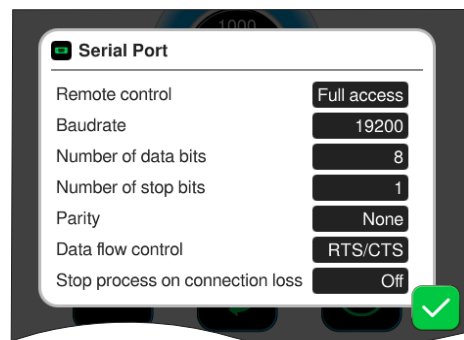 1000
Serial Port
Remote control Full access
Baudrate 19200
Number of data bits 8
Number of stop bits 1
Parity None
Data flow control RTS/CTS
Stop process on connection loss Off